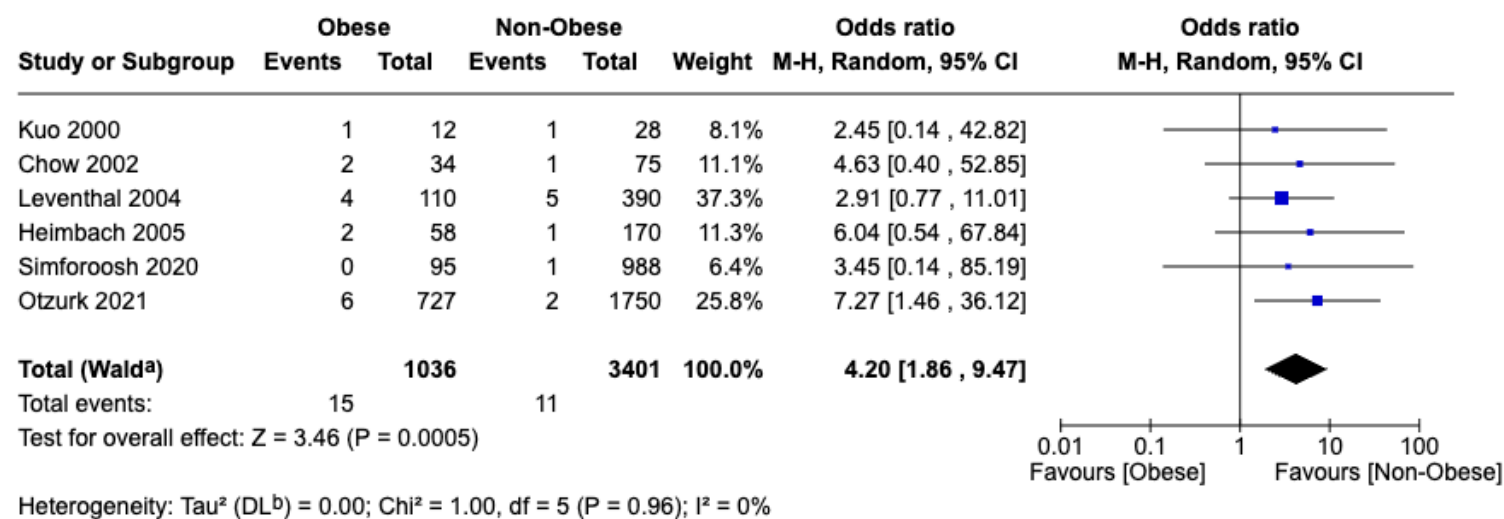 Obese Non-Obese Odds ratio Odds ratio
Study or Subgroup Events Total Events Total Weight M-H, Random, 95% CI M-H, Random, 95% CI
Kuo 2000 1 12 1 28 8.1% 2.45 [0.14 , 42.82]
Chow 2002 2 34 1 75 11.1% 4.63 [0.40 , 52.85]
Leventhal 2004 4 110 5 390 37.3% 2.91 [0.77 , 11.01]
Heimbach 2005 2 58 1 170 11.3% 6.04 [0.54 , 67.84]
Simforoosh 2020 0 95 1 988 6.4% 3.45 [0.14 , 85.19]
Otzurk 2021 6 727 2 1750 25.8% 7.27 [1.46 , 36.12]
Total (Waldᵃ) 1036 3401 100.0% 4.20 [1.86 , 9.47]
Total events: 15 11
Test for overall effect: Z = 3.46 (P = 0.0005)
0.01 0.1 1 10 100
Favours [Obese] Favours [Non-Obese]
Heterogeneity: Tau² (DLᵇ) = 0.00; Chi² = 1.00, df = 5 (P = 0.96); I² = 0%